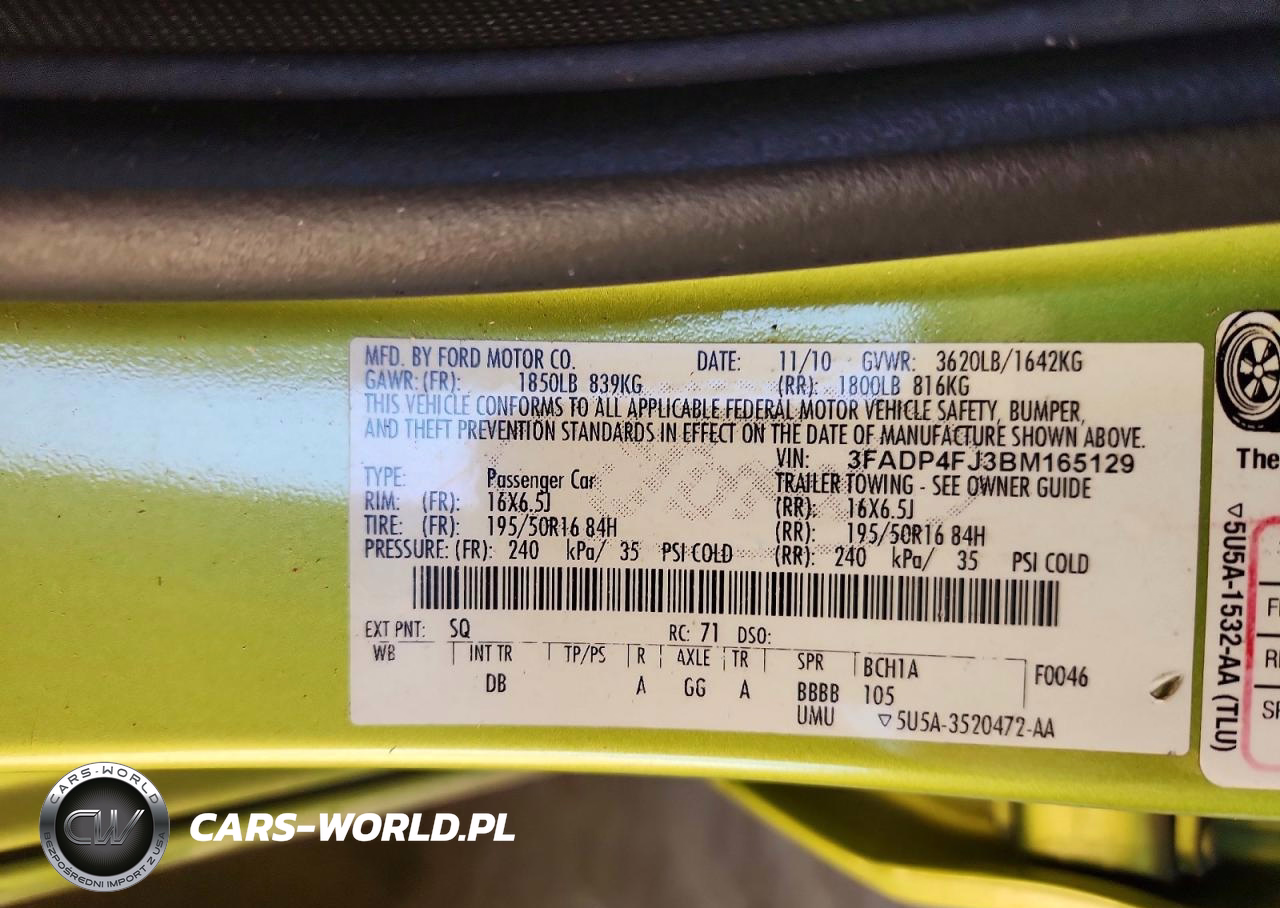 MFD. BY FORD MOTOR CO. DATE: 11/10 GVWR: 3620LB/1642KG
GAWR: (FR): 1850LB 839KG (RR): 1800LB 816KG
THIS VEHICLE CONFORMS TO ALL APPLICABLE FEDERAL MOTOR VEHICLE SAFETY, BUMPER,
AND THEFT PREVENTION STANDARDS IN EFFECT ON THE DATE OF MANUFACTURE SHOWN ABOVE.
VIN: 3FADP4FJ3BM165129
TYPE: Passenger Car TRAILER TOWING - SEE OWNER GUIDE
RIM: (FR): 16X6.5J (RR): 16X6.5J
TIRE: (FR): 195/50R16 84H (RR): 195/50R16 84H
PRESSURE: (FR): 240 kPa/ 35 PSI COLD (RR): 240 kPa/ 35 PSI COLD
EXT PNT: SQ RC: 71 DSO:
WB INT TR TP/PS R AXLE TR SPR BCH1A F0046
DB A GG A BBBB 105
UMU ▽5U5A-3520472-AA
The
▽5U5A-1532-AA (TLU)
CARS-WORLD
CW
BEZPOŚREDNI IMPORT Z USA
CARS-WORLD.PL